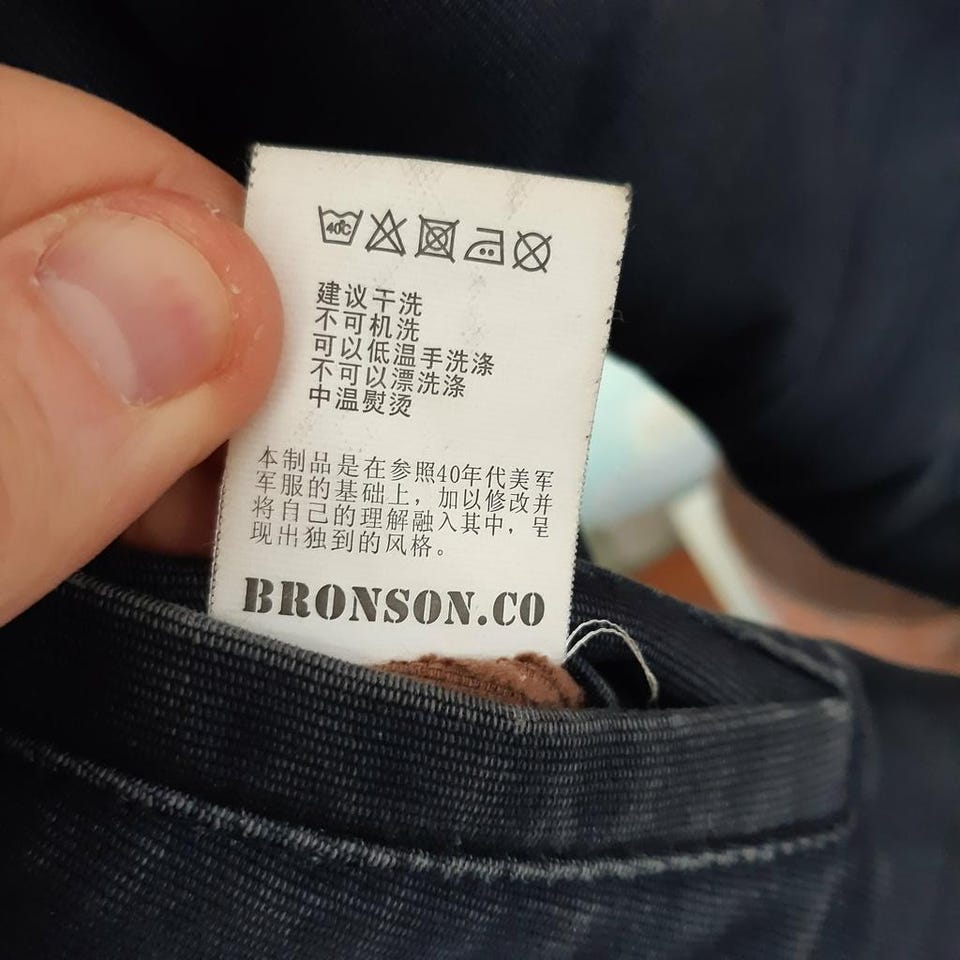 40℃
建议干洗
不可机洗
可以低温手洗涤
不可以漂洗涤
中温熨烫
本制品是在参照40年代美军
军服的基础上，加以修改并
将自己的理解融入其中，呈
现出独到的风格。
BRONSON.CO